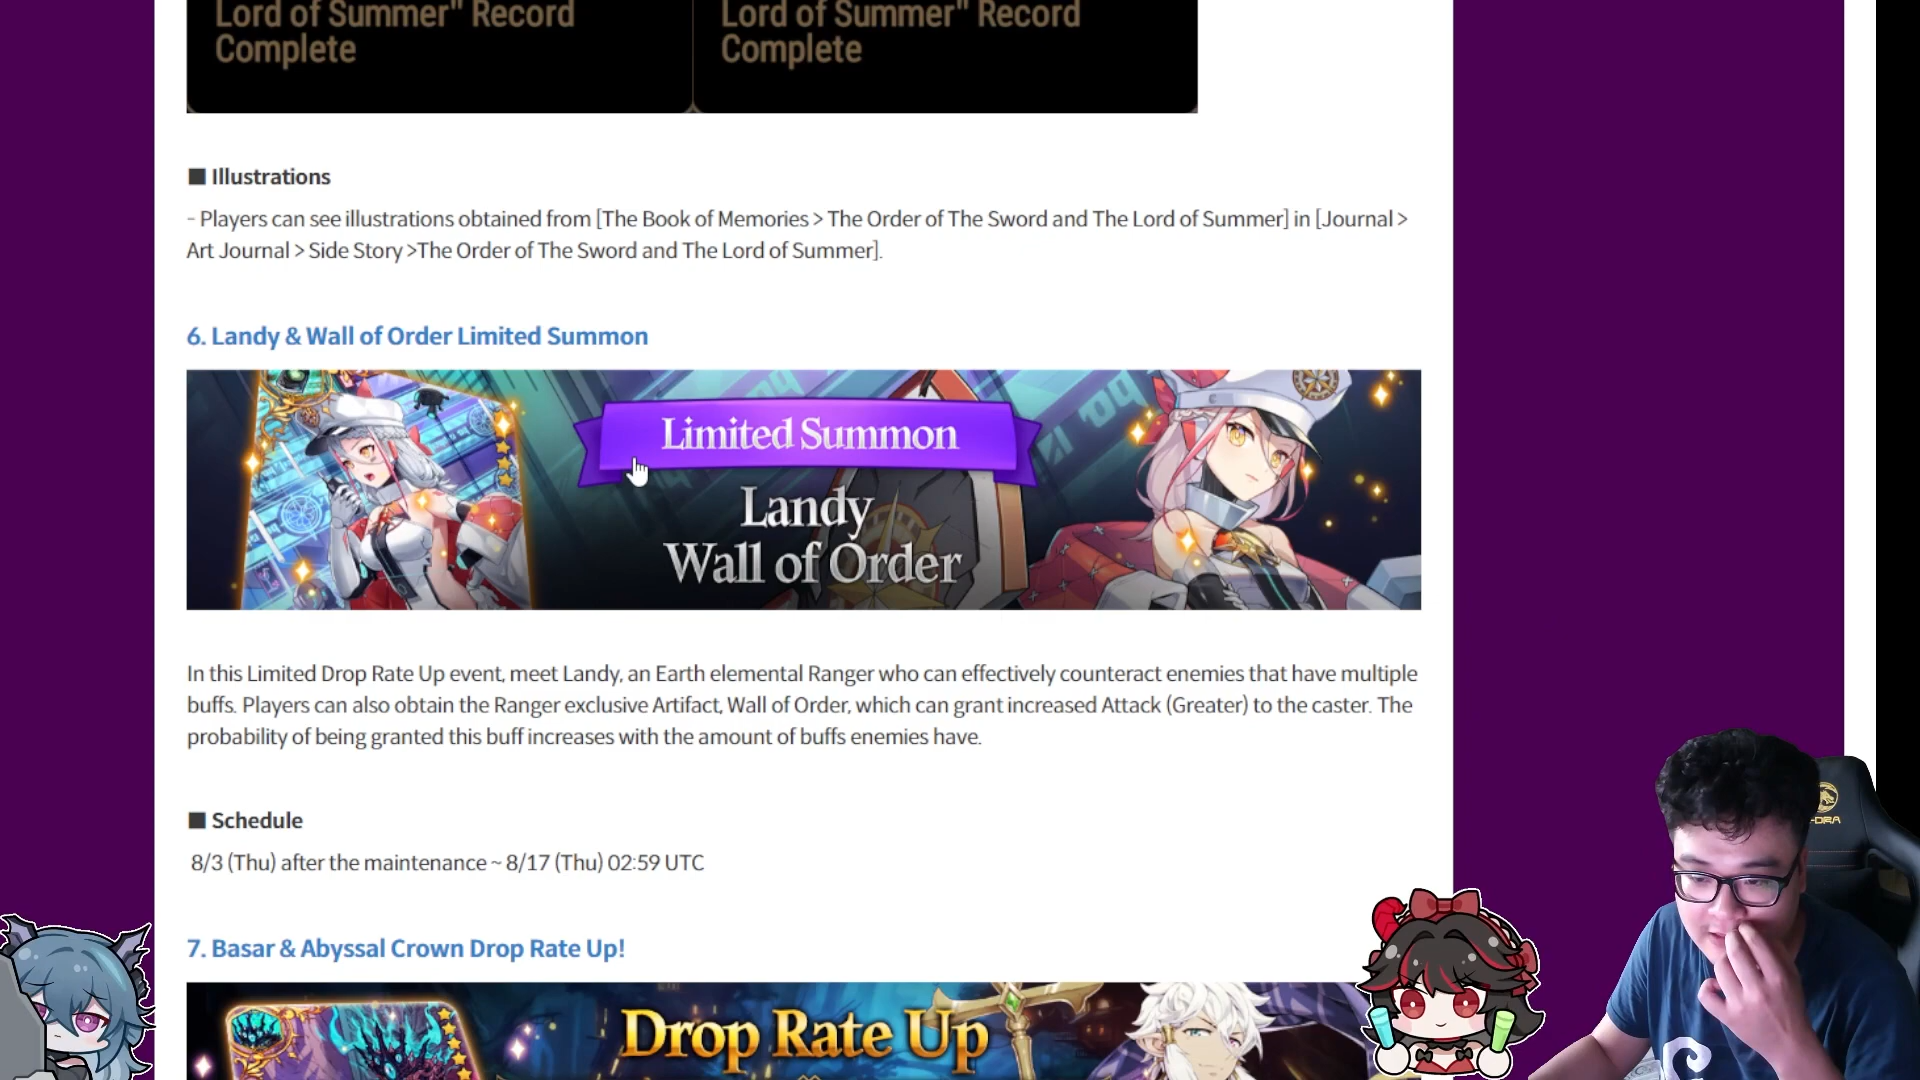 Lord of Summer" Record
Complete
Lord of Summer" Record
Complete
■ Illustrations
- Players can see illustrations obtained from [The Book of Memories > The Order of The Sword and The Lord of Summer] in [Journal >
Art Journal > Side Story >The Order of The Sword and The Lord of Summer].
6. Landy & Wall of Order Limited Summon
Limited Summon
Landy
Wall of Order
In this Limited Drop Rate Up event, meet Landy, an Earth elemental Ranger who can effectively counteract enemies that have multiple
buffs. Players can also obtain the Ranger exclusive Artifact, Wall of Order, which can grant increased Attack (Greater) to the caster. The
probability of being granted this buff increases with the amount of buffs enemies have.
■ Schedule
8/3 (Thu) after the maintenance ~ 8/17 (Thu) 02:59 UTC
7. Basar & Abyssal Crown Drop Rate Up!
Drop Rate Up